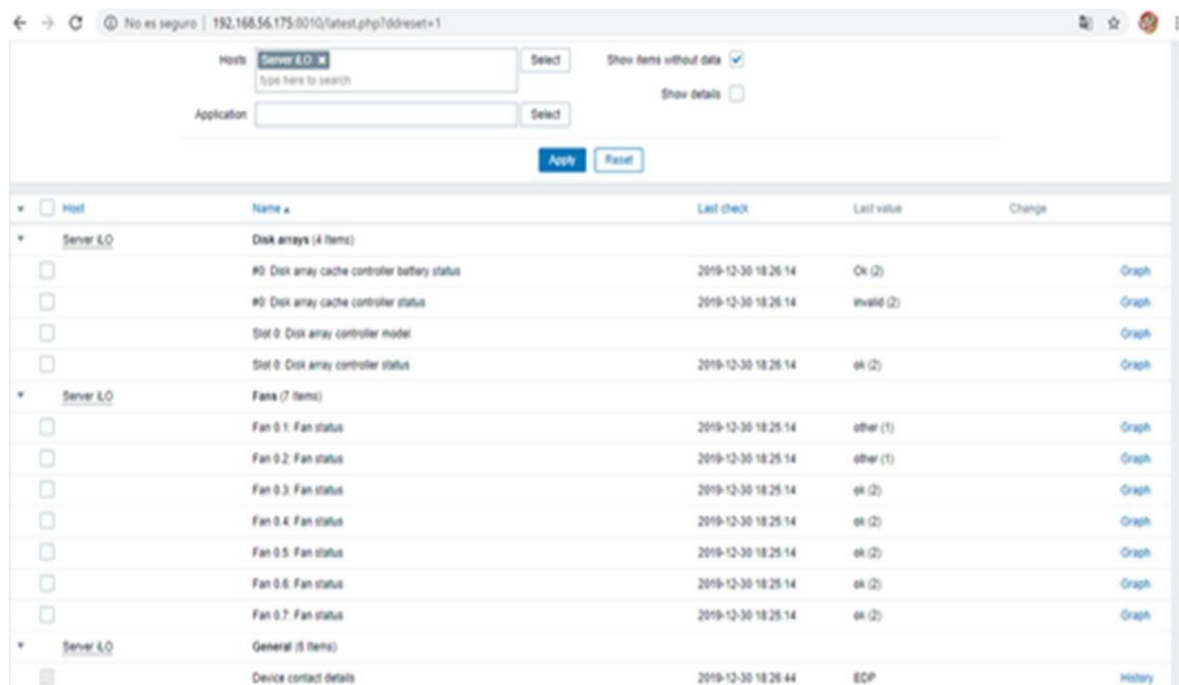 No es seguro | 192.168.56.175:8010/latest.php?ddreset=1
Hosts Server iLO × Select Show items without data
type here to search
Show details
Application Select
Apply Reset
Host Name Last check Last value Change
Server iLO Disk arrays (4 Items)
#0: Disk array cache controller battery status 2019-12-30 18:26:14 Ok (2) Graph
#0: Disk array cache controller status 2019-12-30 18:26:14 invalid (2) Graph
Slot 0: Disk array controller model Graph
Slot 0: Disk array controller status 2019-12-30 18:26:14 ok (2) Graph
Server iLO Fans (7 Items)
Fan 0.1: Fan status 2019-12-30 18:25:14 other (1) Graph
Fan 0.2: Fan status 2019-12-30 18:25:14 other (1) Graph
Fan 0.3: Fan status 2019-12-30 18:25:14 ok (2) Graph
Fan 0.4: Fan status 2019-12-30 18:25:14 ok (2) Graph
Fan 0.5: Fan status 2019-12-30 18:25:14 ok (2) Graph
Fan 0.6: Fan status 2019-12-30 18:25:14 ok (2) Graph
Fan 0.7: Fan status 2019-12-30 18:25:14 ok (2) Graph
Server iLO General (6 Items)
Device contact details 2019-12-30 18:26:44 EDP History